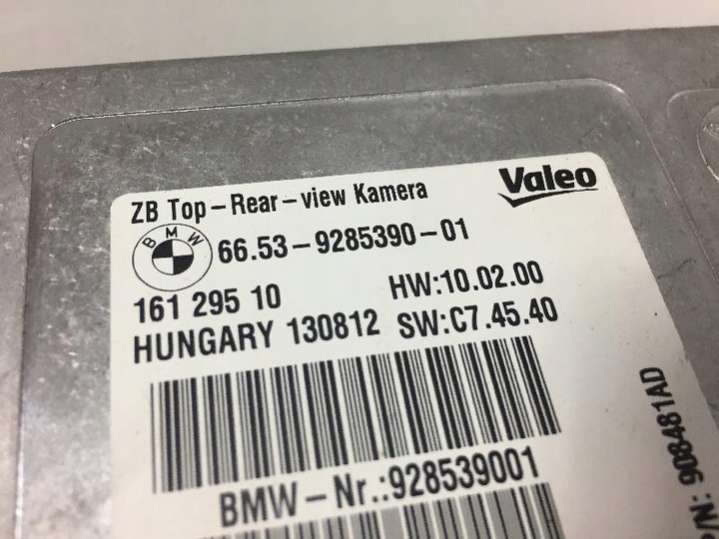 ZB Top-Rear-view Kamera
Valeo
BMW
66.53-9285390-01
161 295 10
HW:10.02.00
HUNGARY 130812 SW:C7.45.40
BMW-Nr.:928539001
P/N: 908481AD